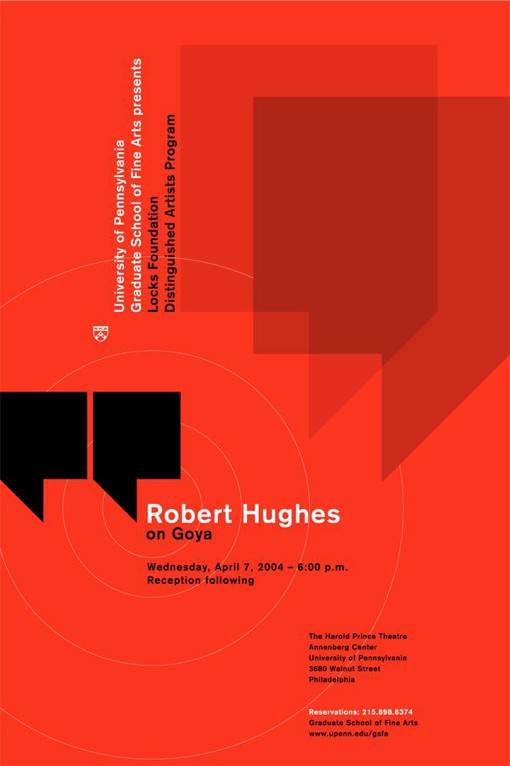 University of Pennsylvania
Graduate School of Fine Arts presents
Locks Foundation
Distinguished Artists Program
Robert Hughes
on Goya
Wednesday, April 7, 2004 – 6:00 p.m.
Reception following
The Harold Prince Theatre
Annenberg Center
University of Pennsylvania
3680 Walnut Street
Philadelphia
Reservations: 215.898.8374
Graduate School of Fine Arts
www.upenn.edu/gsfa